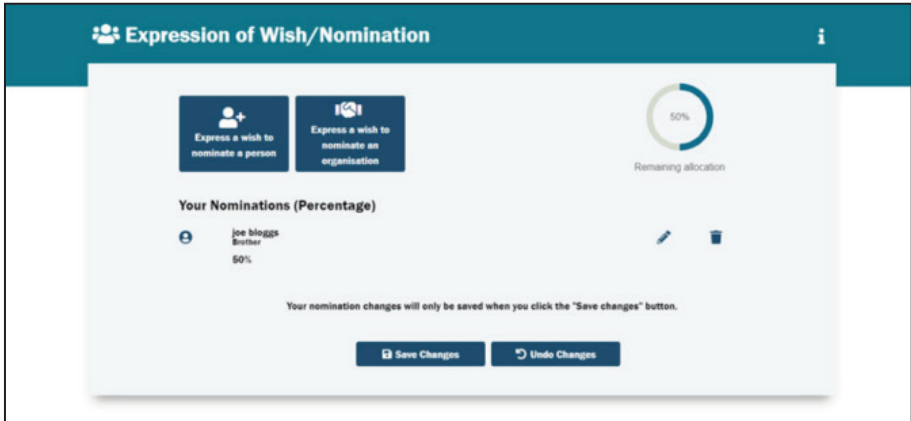 Expression of Wish/Nomination
Express a wish to
nominate a person
Express a wish to
nominate an
organisation
50%
Remaining allocation
Your Nominations (Percentage)
joe bloggs
Brother
50%
Your nomination changes will only be saved when you click the "Save changes" button.
Save Changes
Undo Changes